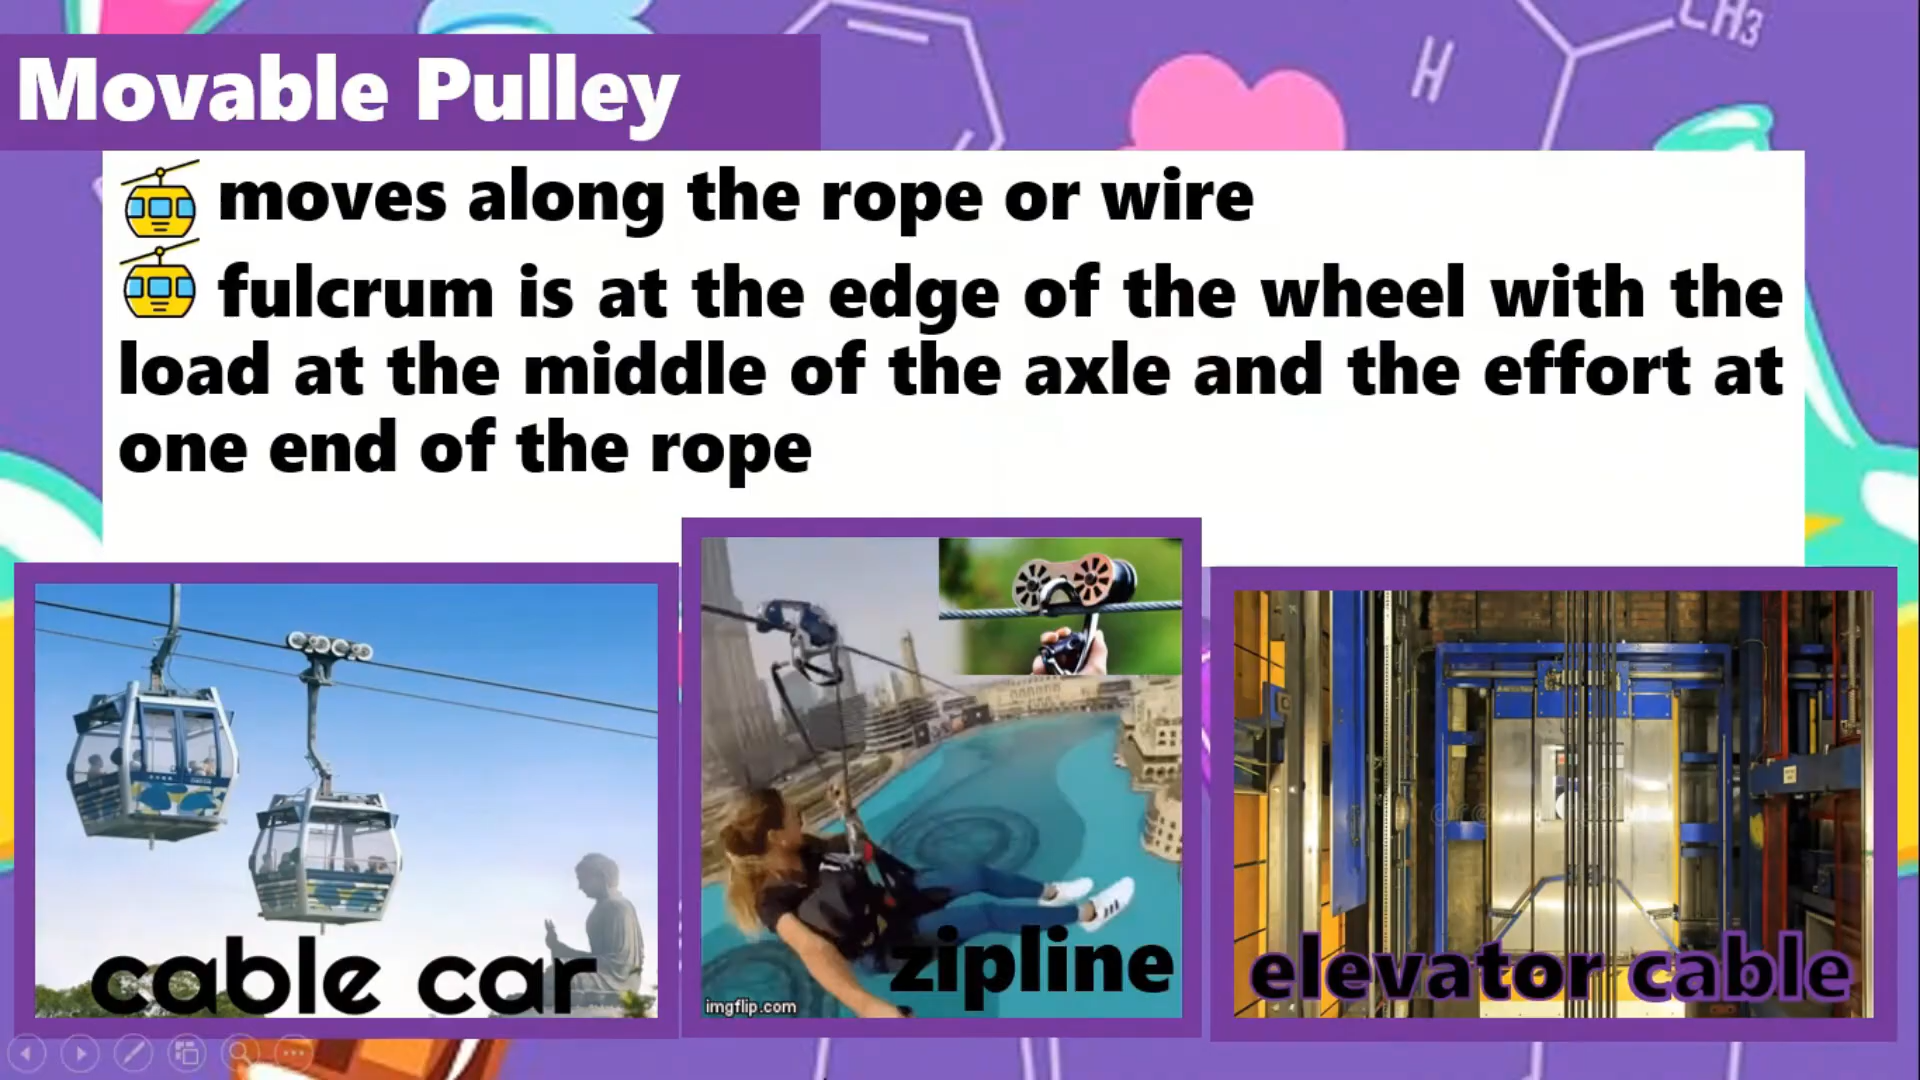 CH3
H
Movable Pulley
moves along the rope or wire
fulcrum is at the edge of the wheel with the
load at the middle of the axle and the effort at
one end of the rope
cable car
zipline
imgflip.com
elevator cable